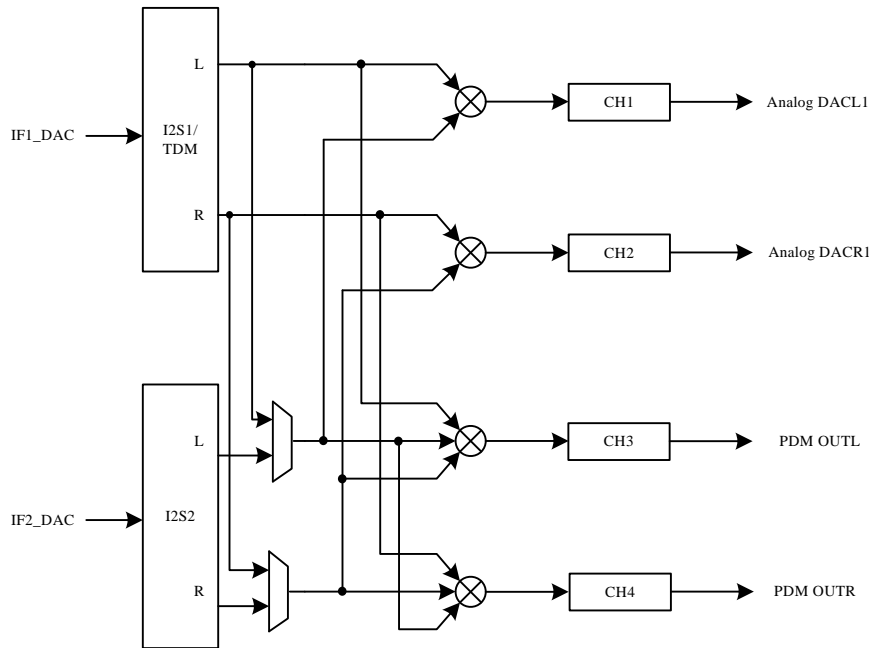 L
CH1
Analog DACL1
IF1_DAC
I2S1/
TDM
R
CH2
Analog DACR1
L
CH3
PDM OUTL
IF2_DAC
I2S2
R
CH4
PDM OUTR